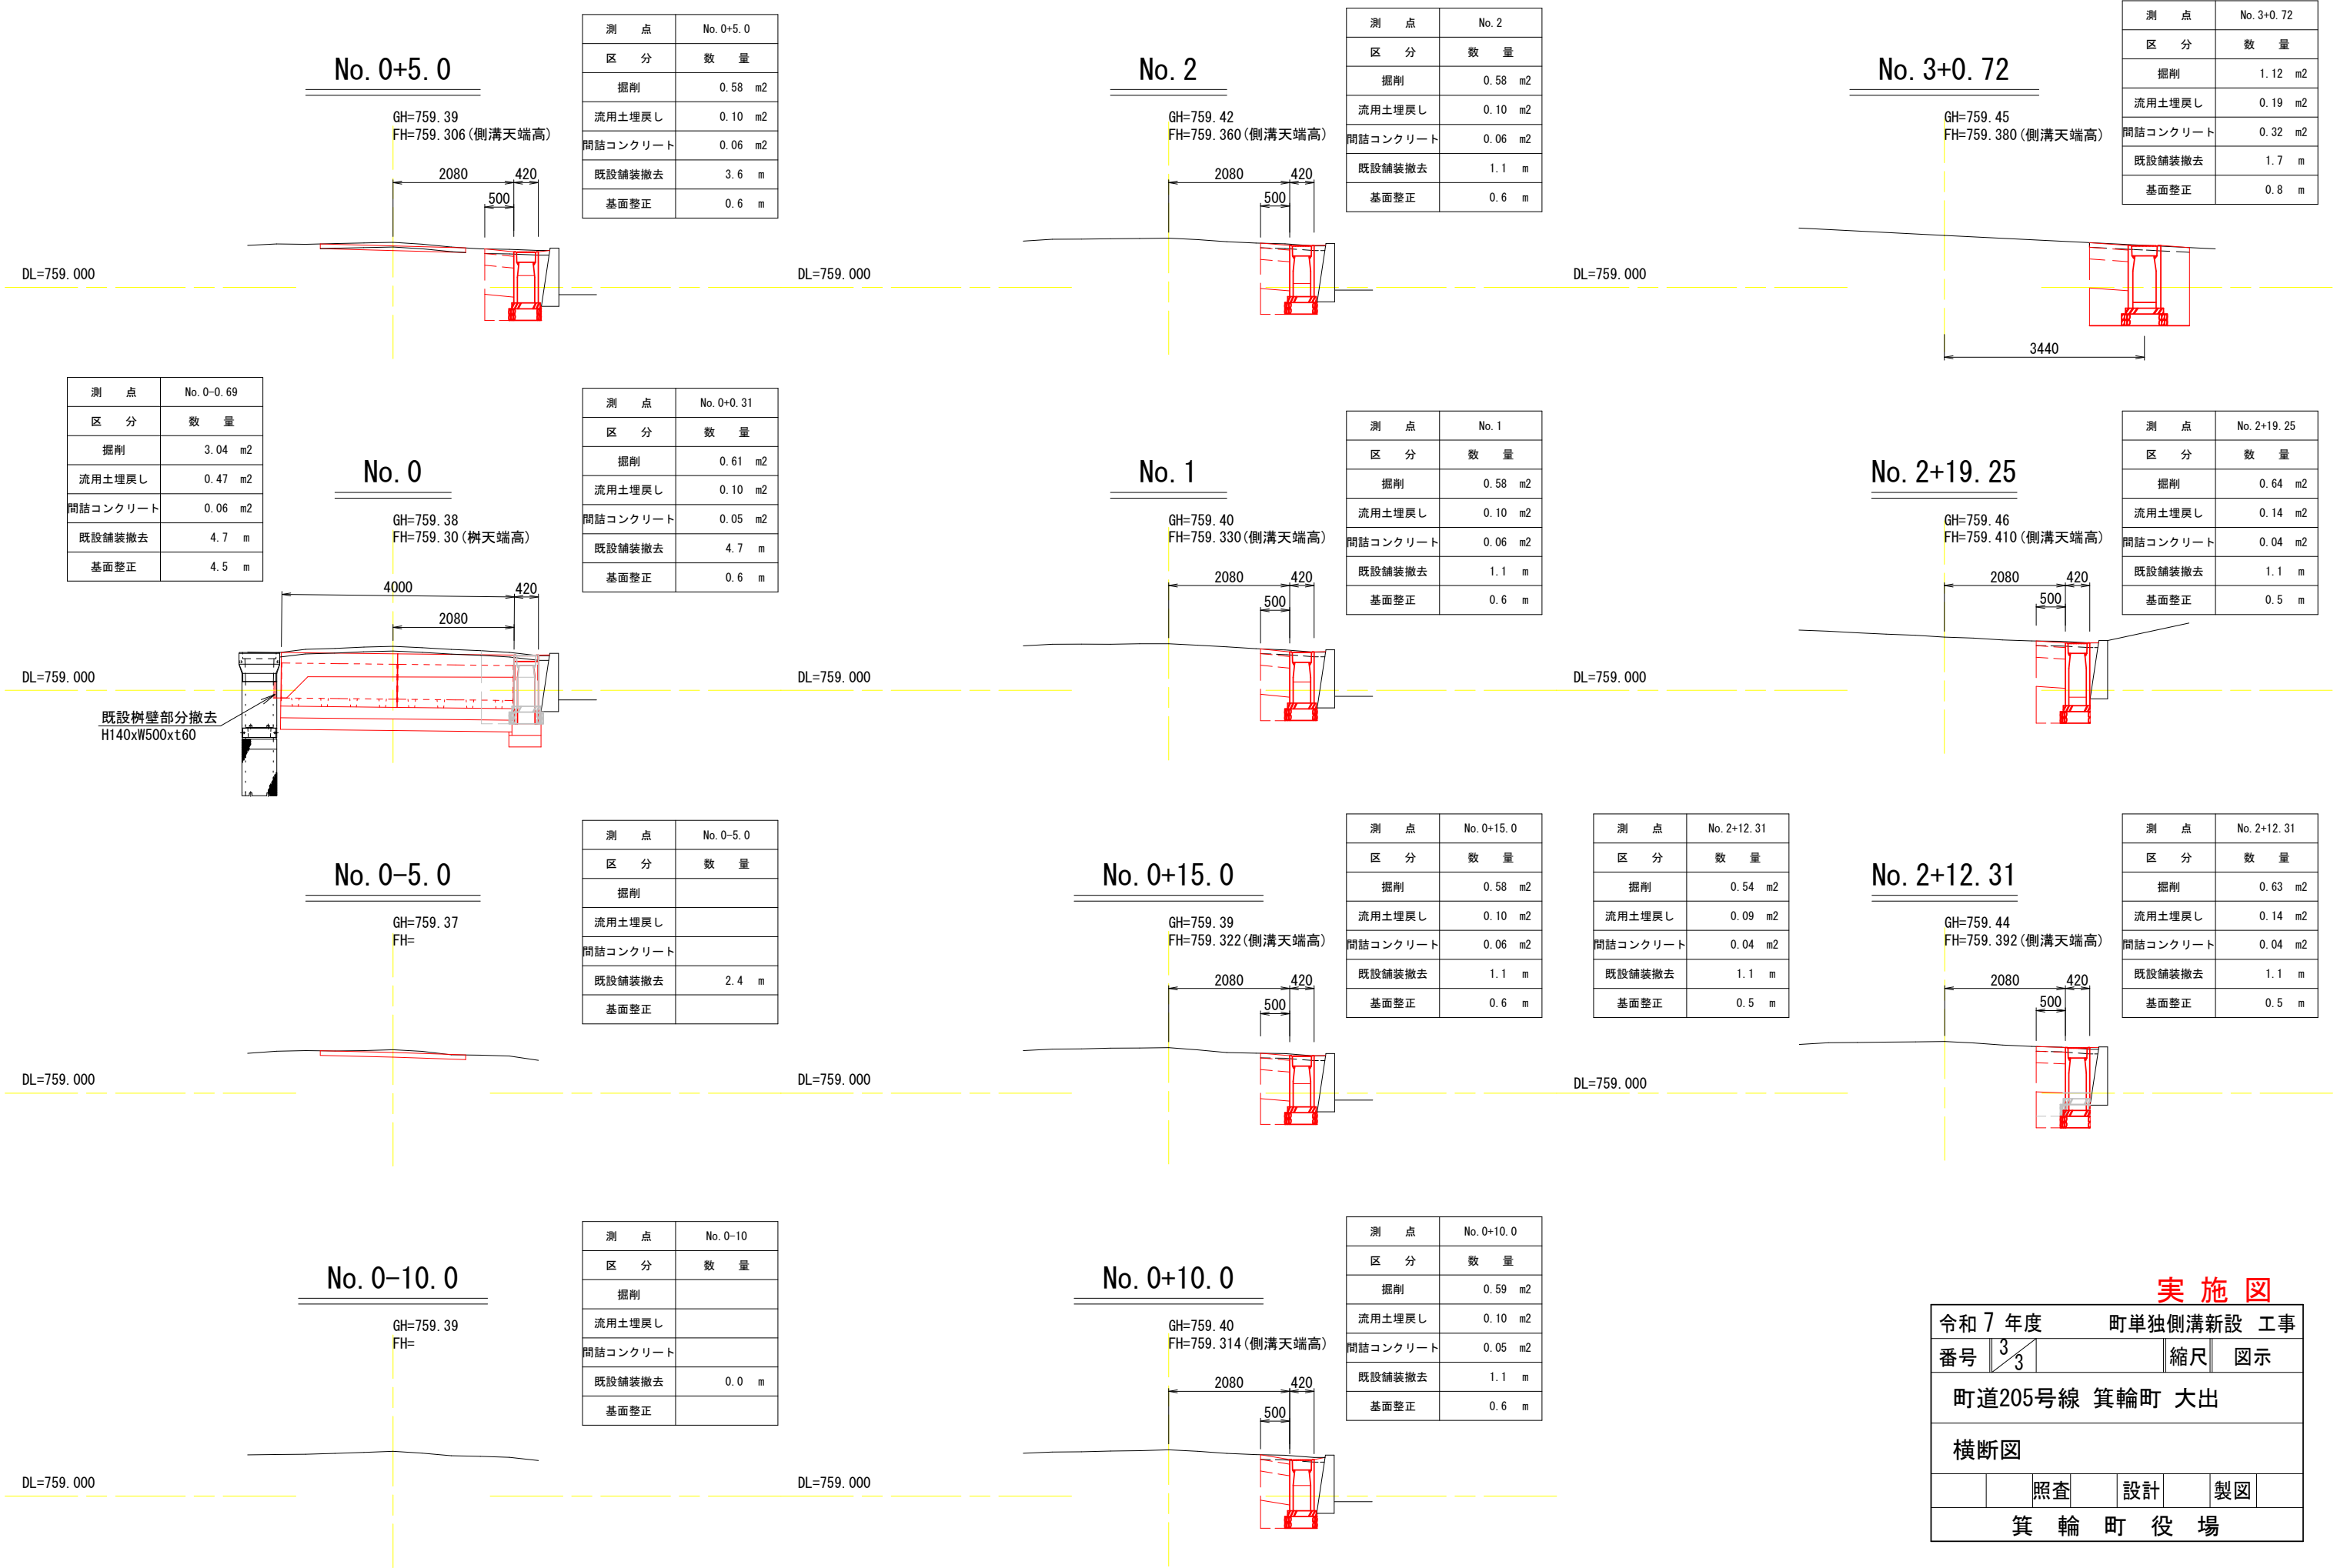 No.0+5.0
GH=759.39
FH=759.306(側溝天端高)
2080
420
500
DL=759.000
測 点 No.0+5.0
区 分 数 量
掘削 0.58 m2
流用土埋戻し 0.10 m2
間詰コンクリート 0.06 m2
既設舗装撤去 3.6 m
基面整正 0.6 m
No.2
GH=759.42
FH=759.360(側溝天端高)
2080
420
500
DL=759.000
測 点 No.2
区 分 数 量
掘削 0.58 m2
流用土埋戻し 0.10 m2
間詰コンクリート 0.06 m2
既設舗装撤去 1.1 m
基面整正 0.6 m
No.3+0.72
GH=759.45
FH=759.380(側溝天端高)
DL=759.000
3440
測 点 No.3+0.72
区 分 数 量
掘削 1.12 m2
流用土埋戻し 0.19 m2
間詰コンクリート 0.32 m2
既設舗装撤去 1.7 m
基面整正 0.8 m
測 点 No.0-0.69
区 分 数 量
掘削 3.04 m2
流用土埋戻し 0.47 m2
間詰コンクリート 0.06 m2
既設舗装撤去 4.7 m
基面整正 4.5 m
No.0
GH=759.38
FH=759.30(桝天端高)
4000
420
2080
DL=759.000
既設桝壁部分撤去
H140xW500xt60
測 点 No.0+0.31
区 分 数 量
掘削 0.61 m2
流用土埋戻し 0.10 m2
間詰コンクリート 0.05 m2
既設舗装撤去 4.7 m
基面整正 0.6 m
No.1
GH=759.40
FH=759.330(側溝天端高)
2080
420
500
DL=759.000
測 点 No.1
区 分 数 量
掘削 0.58 m2
流用土埋戻し 0.10 m2
間詰コンクリート 0.06 m2
既設舗装撤去 1.1 m
基面整正 0.6 m
No.2+19.25
GH=759.46
FH=759.410(側溝天端高)
2080
420
500
DL=759.000
測 点 No.2+19.25
区 分 数 量
掘削 0.64 m2
流用土埋戻し 0.14 m2
間詰コンクリート 0.04 m2
既設舗装撤去 1.1 m
基面整正 0.5 m
No.0-5.0
GH=759.37
FH=
DL=759.000
測 点 No.0-5.0
区 分 数 量
掘削
流用土埋戻し
間詰コンクリート
既設舗装撤去 2.4 m
基面整正
No.0+15.0
GH=759.39
FH=759.322(側溝天端高)
2080
420
500
DL=759.000
測 点 No.0+15.0
区 分 数 量
掘削 0.58 m2
流用土埋戻し 0.10 m2
間詰コンクリート 0.06 m2
既設舗装撤去 1.1 m
基面整正 0.6 m
測 点 No.2+12.31
区 分 数 量
掘削 0.54 m2
流用土埋戻し 0.09 m2
間詰コンクリート 0.04 m2
既設舗装撤去 1.1 m
基面整正 0.5 m
No.2+12.31
GH=759.44
FH=759.392(側溝天端高)
2080
420
500
DL=759.000
測 点 No.2+12.31
区 分 数 量
掘削 0.63 m2
流用土埋戻し 0.14 m2
間詰コンクリート 0.04 m2
既設舗装撤去 1.1 m
基面整正 0.5 m
No.0-10.0
GH=759.39
FH=
DL=759.000
測 点 No.0-10
区 分 数 量
掘削
流用土埋戻し
間詰コンクリート
既設舗装撤去 0.0 m
基面整正
No.0+10.0
GH=759.40
FH=759.314(側溝天端高)
2080
420
500
DL=759.000
測 点 No.0+10.0
区 分 数 量
掘削 0.59 m2
流用土埋戻し 0.10 m2
間詰コンクリート 0.05 m2
既設舗装撤去 1.1 m
基面整正 0.6 m
実施図
令和7年度 町単独側溝新設 工事
番号 3/3 縮尺 図示
町道205号線 箕輪町 大出
横断図
照査 設計 製図
箕輪町役場